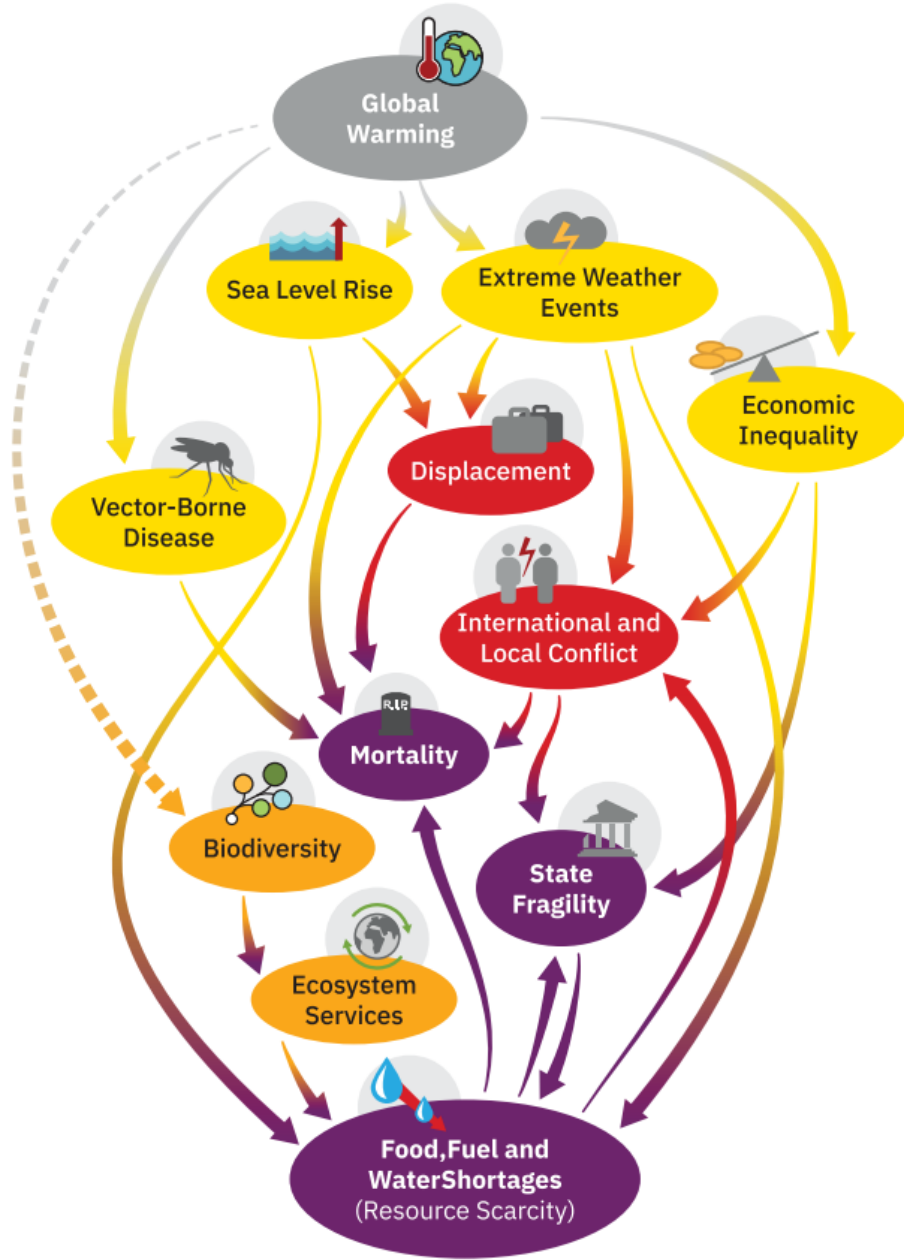 Global
Warming
Sea Level Rise
Extreme Weather
Events
Economic
Inequality
Displacement
Vector-Borne
Disease
International and
Local Conflict
R.I.P.
Mortality
Biodiversity
State
Fragility
Ecosystem
Services
Food,Fuel and
WaterShortages
(Resource Scarcity)